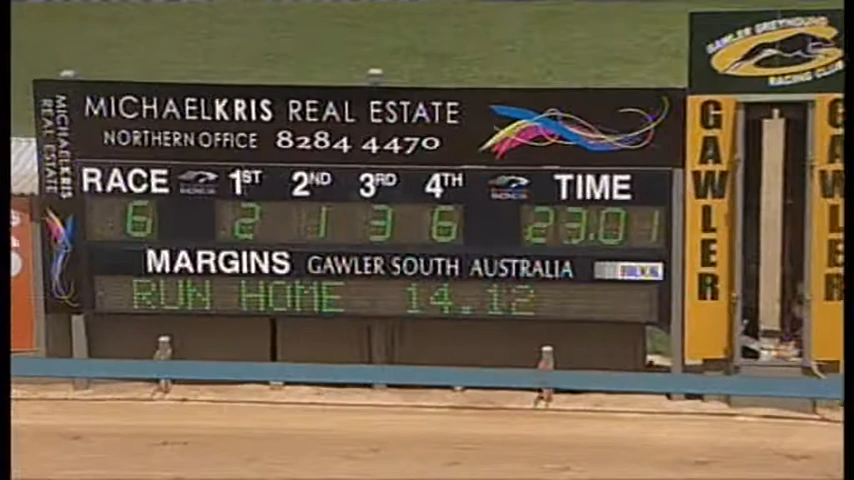 GAWLER GREYHOUND
RACING CLUB
MICHAELKRIS REAL ESTATE
NORTHERN OFFICE 8284 4470
MICHAELKRIS
REAL ESTATE
RACE 1ST 2ND 3RD 4TH TIME
6 2 1 3 6 23.01
MARGINS GAWLER SOUTH AUSTRALIA
RUN HOME 14.12
GAWLER
GAWLER